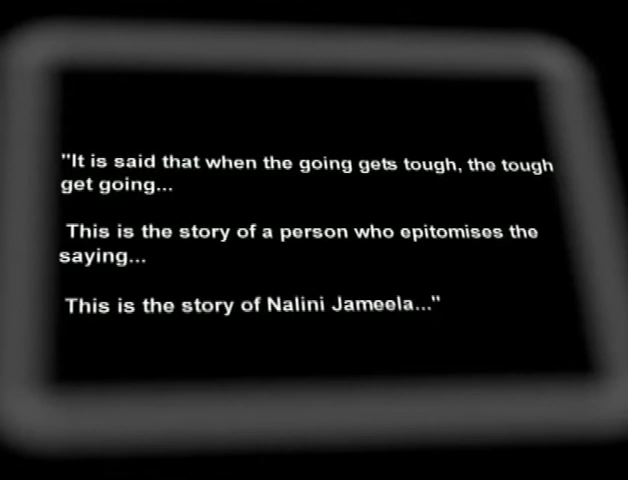 "It is said that when the going gets tough, the tough
get going...
This is the story of a person who epitomises the
saying...
This is the story of Nalini Jameela..."